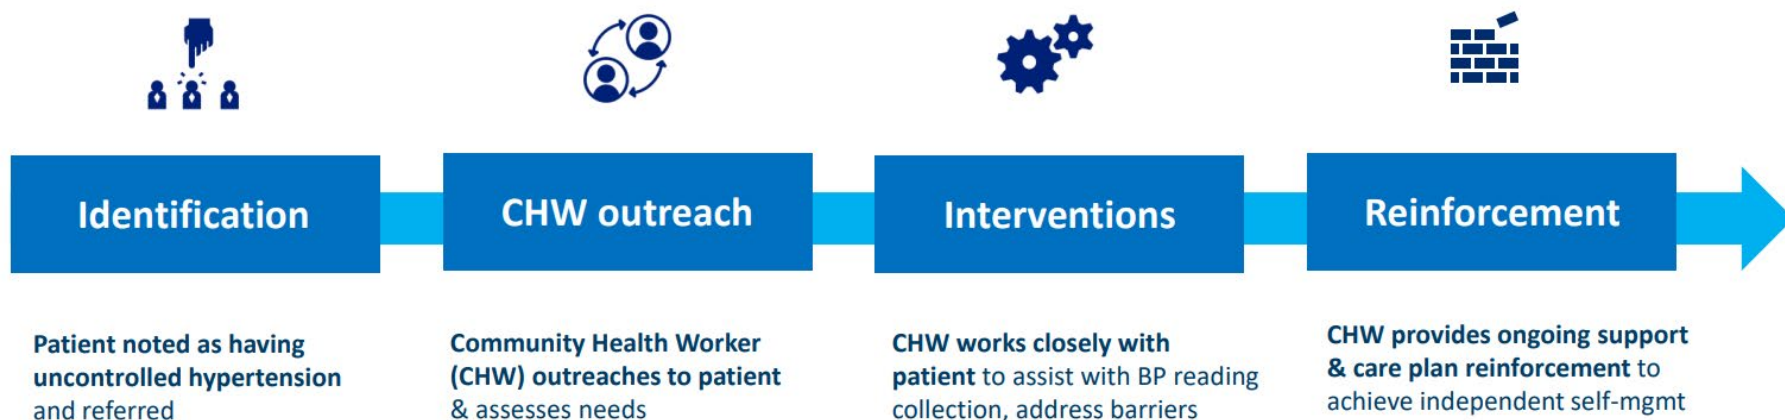 Identification
CHW outreach
Interventions
Reinforcement
Patient noted as having
uncontrolled hypertension
and referred
Community Health Worker
(CHW) outreaches to patient
& assesses needs
CHW works closely with
patient to assist with BP reading
collection, address barriers
CHW provides ongoing support
& care plan reinforcement to
achieve independent self-mgmt